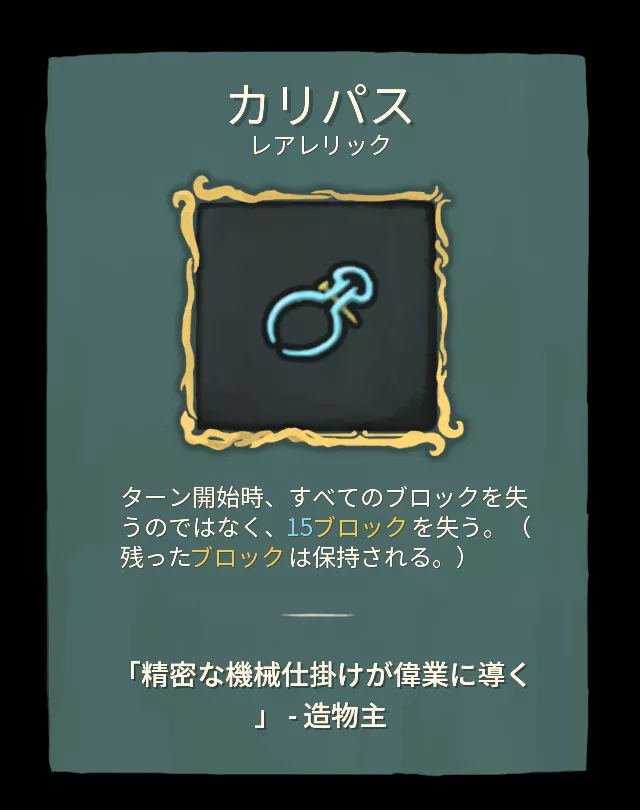 カリパス
レアレリック
ターン開始時、すべてのブロックを失
うのではなく、15ブロックを失う。（
残ったブロックは保持される。）
「精密な機械仕掛けが偉業に導く
」 - 造物主